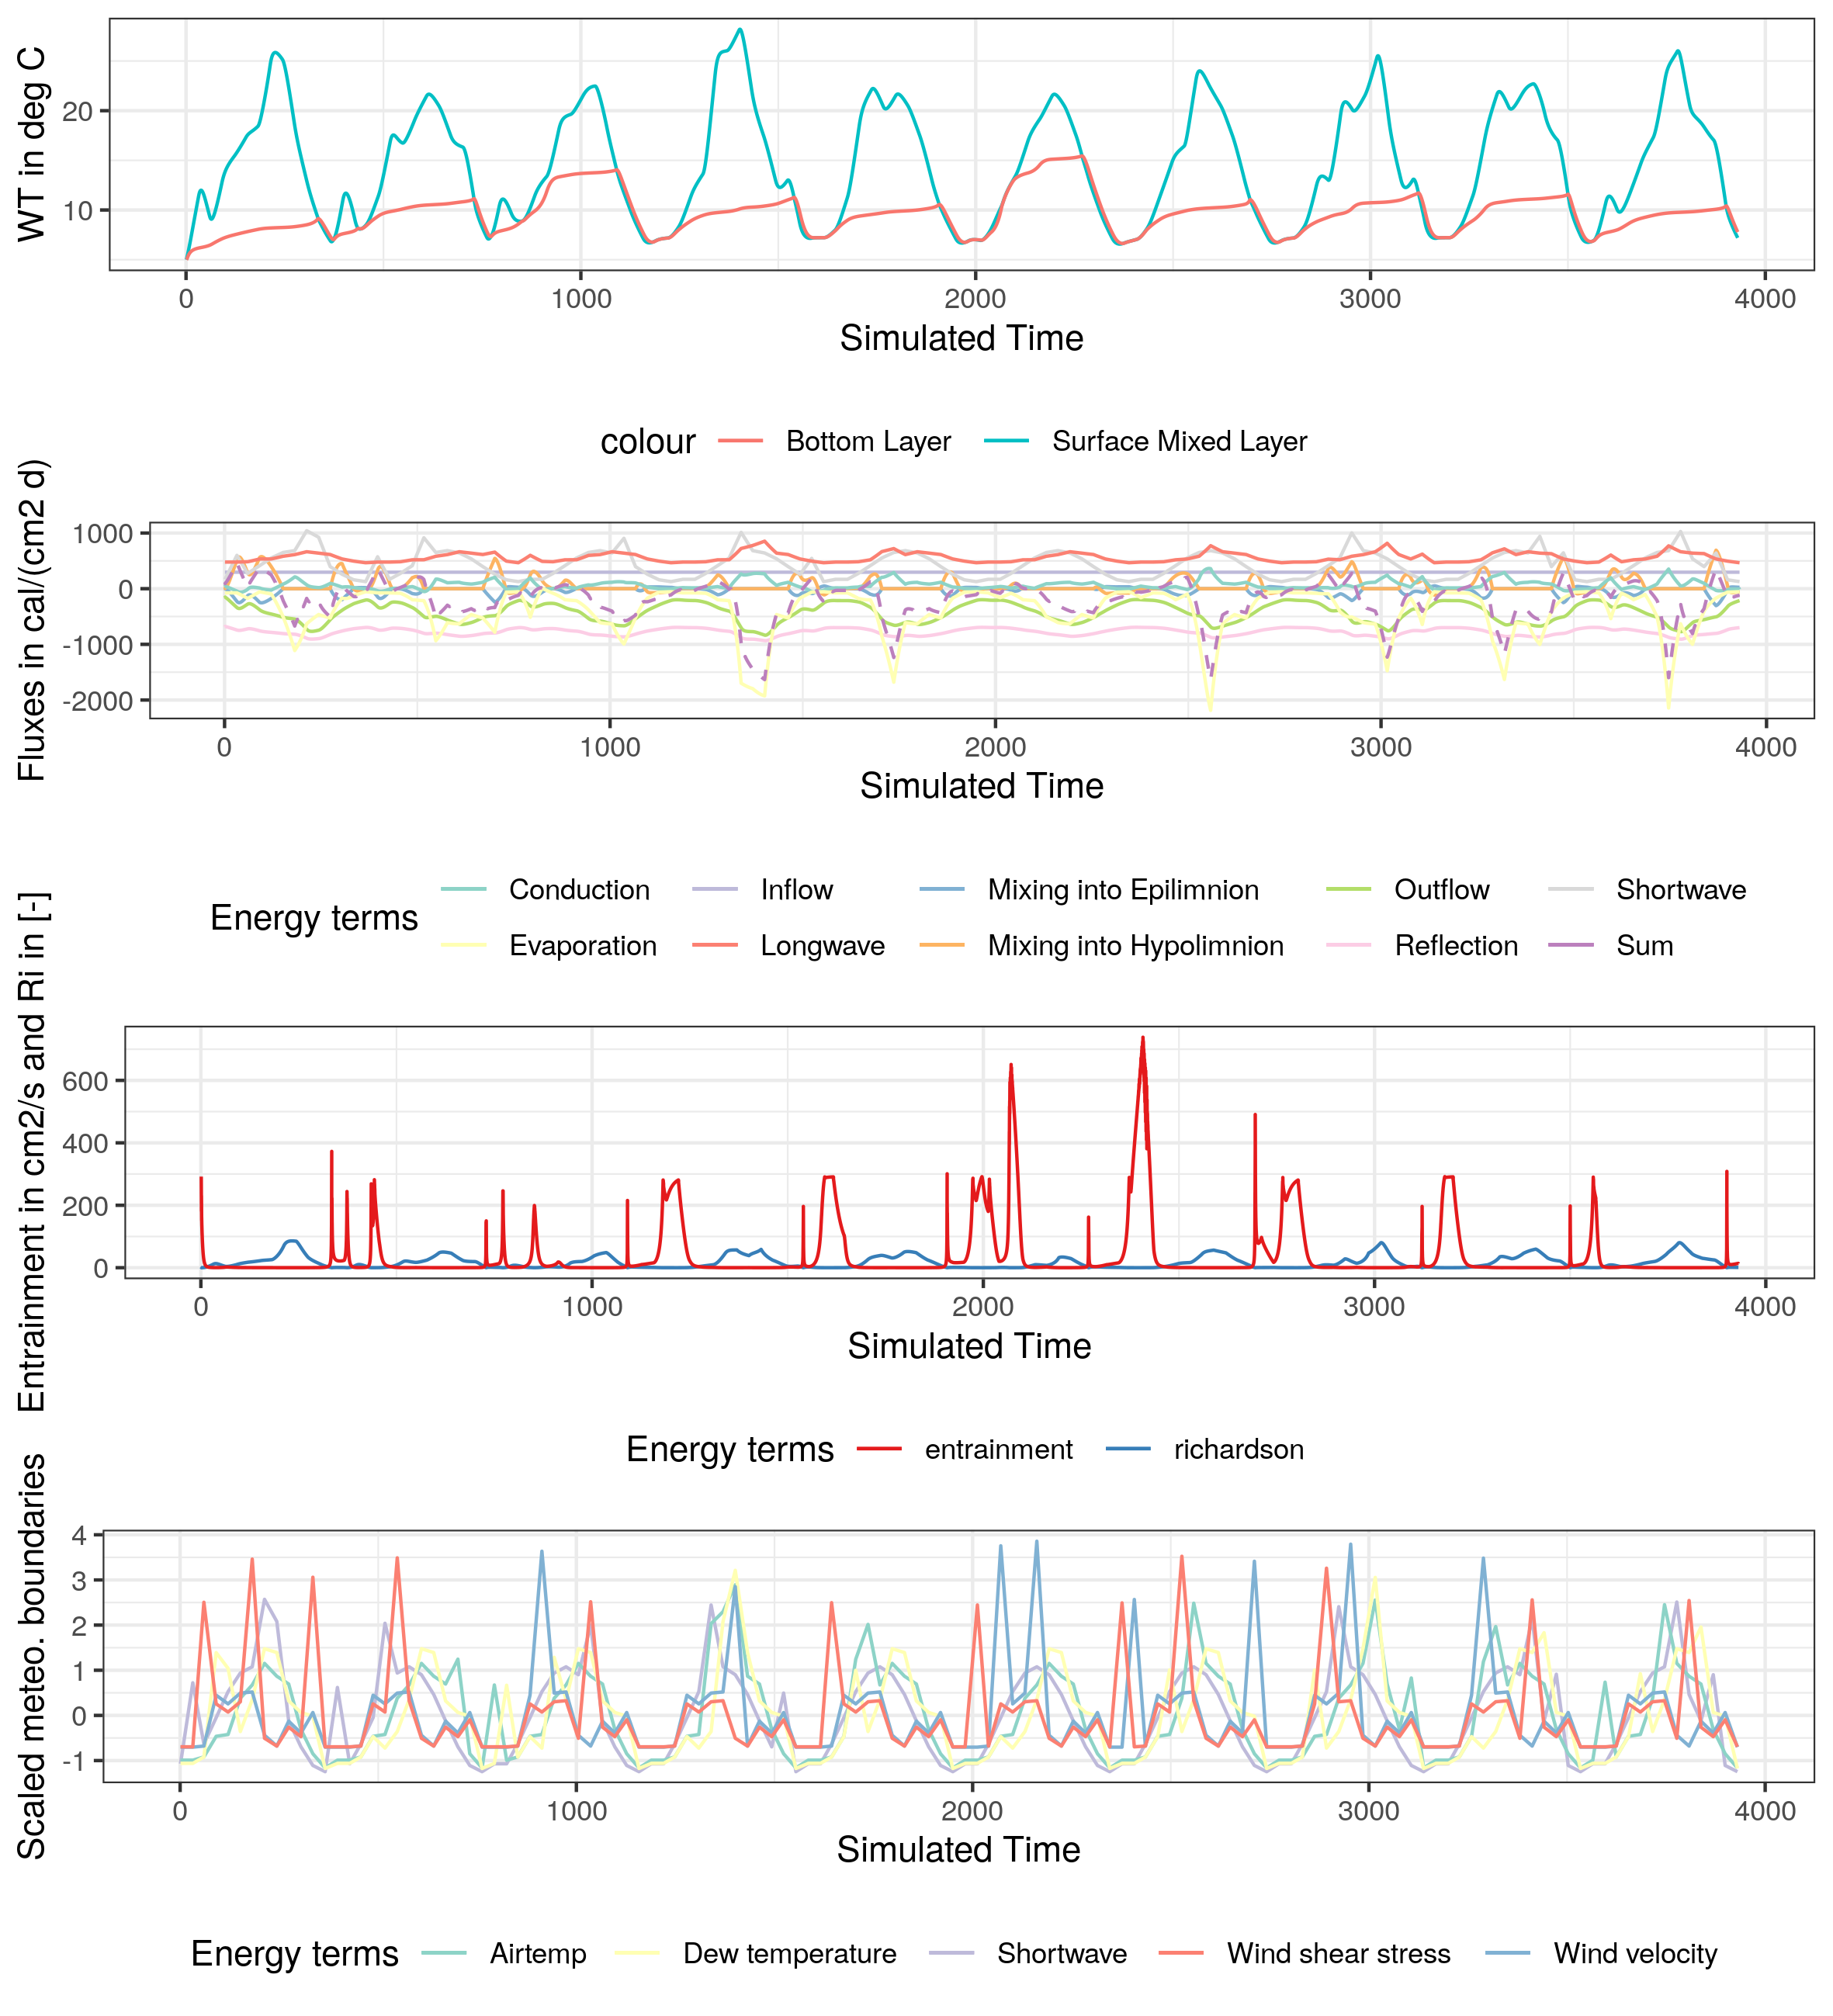 WT in deg C
20
10
0 1000 2000 3000 4000
Simulated Time
colour Bottom Layer Surface Mixed Layer
Fluxes in cal/(cm2 d)
1000
0
-1000
-2000
0 1000 2000 3000 4000
Simulated Time
Energy terms
Conduction Inflow Mixing into Epilimnion Outflow Shortwave
Evaporation Longwave Mixing into Hypolimnion Reflection Sum
Entrainment in cm2/s and Ri in [-]
600
400
200
0
0 1000 2000 3000 4000
Simulated Time
Energy terms entrainment richardson
Scaled meteo. boundaries
4
3
2
1
0
-1
0 1000 2000 3000 4000
Simulated Time
Energy terms Airtemp Dew temperature Shortwave Wind shear stress Wind velocity